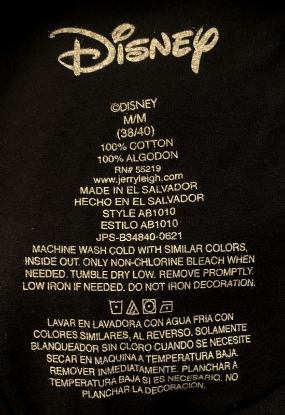 Disney
©DISNEY
M/M
(38/40)
100% COTTON
100% ALGODON
RN# 55219
www.jerryleigh.com
MADE IN EL SALVADOR
HECHO EN EL SALVADOR
STYLE AB1010
ESTILO AB1010
JPS-B34840-0621
MACHINE WASH COLD WITH SIMILAR COLORS,
INSIDE OUT. ONLY NON-CHLORINE BLEACH WHEN
NEEDED. TUMBLE DRY LOW. REMOVE PROMPTLY.
LOW IRON IF NEEDED. DO NOT IRON DECORATION.
LAVAR EN LAVADORA CON AGUA FRIA CON
COLORES SIMILARES, AL REVERSO. SOLAMENTE
BLANQUEADOR SIN CLORO CUANDO SE NECESITE
SECAR EN MAQUINA A TEMPERATURA BAJA.
REMOVER INMEDIATAMENTE. PLANCHAR A
TEMPERATURA BAJA SI ES NECESARIO. NO
PLANCHAR LA DECORACION.